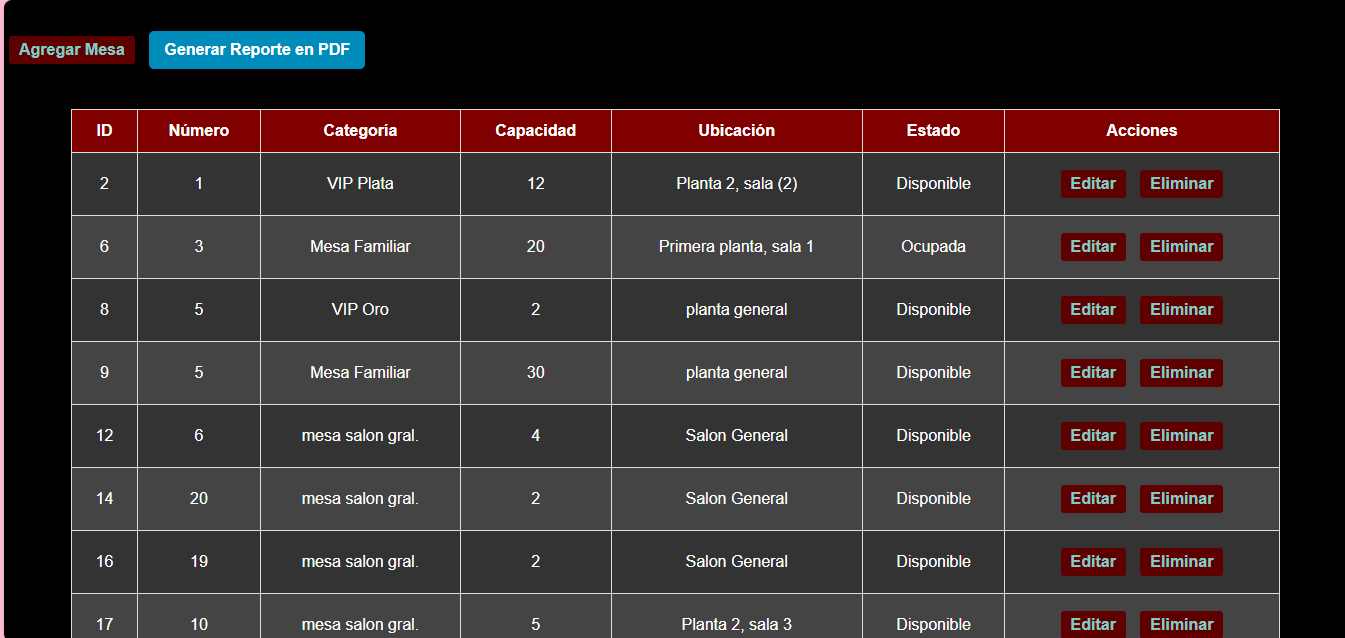 Agregar Mesa Generar Reporte en PDF
ID Número Categoría Capacidad Ubicación Estado Acciones
2 1 VIP Plata 12 Planta 2, sala (2) Disponible Editar Eliminar
6 3 Mesa Familiar 20 Primera planta, sala 1 Ocupada Editar Eliminar
8 5 VIP Oro 2 planta general Disponible Editar Eliminar
9 5 Mesa Familiar 30 planta general Disponible Editar Eliminar
12 6 mesa salon gral. 4 Salon General Disponible Editar Eliminar
14 20 mesa salon gral. 2 Salon General Disponible Editar Eliminar
16 19 mesa salon gral. 2 Salon General Disponible Editar Eliminar
17 10 mesa salon gral. 5 Planta 2, sala 3 Disponible Editar Eliminar